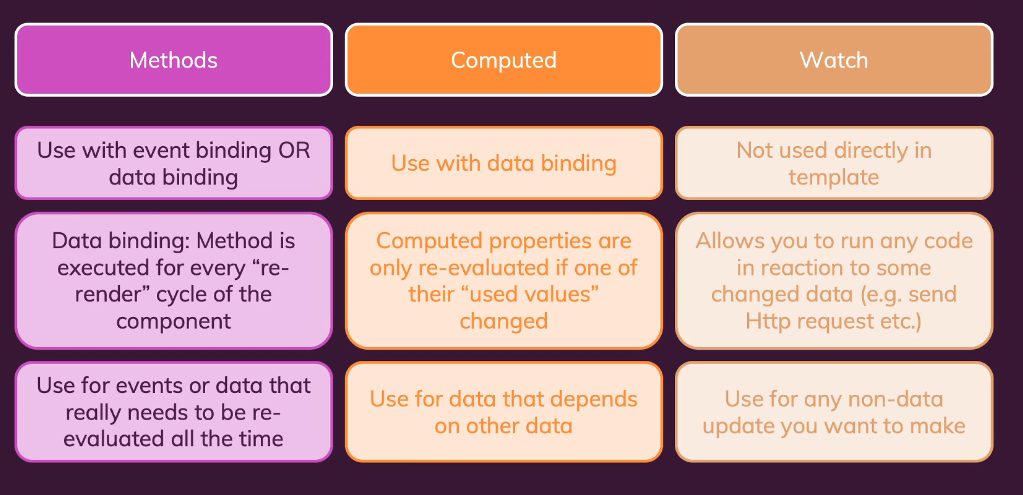 Methods
Computed
Watch
Use with event binding OR
data binding
Use with data binding
Not used directly in
template
Data binding: Method is
executed for every “re-
render” cycle of the
component
Computed properties are
only re-evaluated if one of
their “used values”
changed
Allows you to run any code
in reaction to some
changed data (e.g. send
Http request etc.)
Use for events or data that
really needs to be re-
evaluated all the time
Use for data that depends
on other data
Use for any non-data
update you want to make